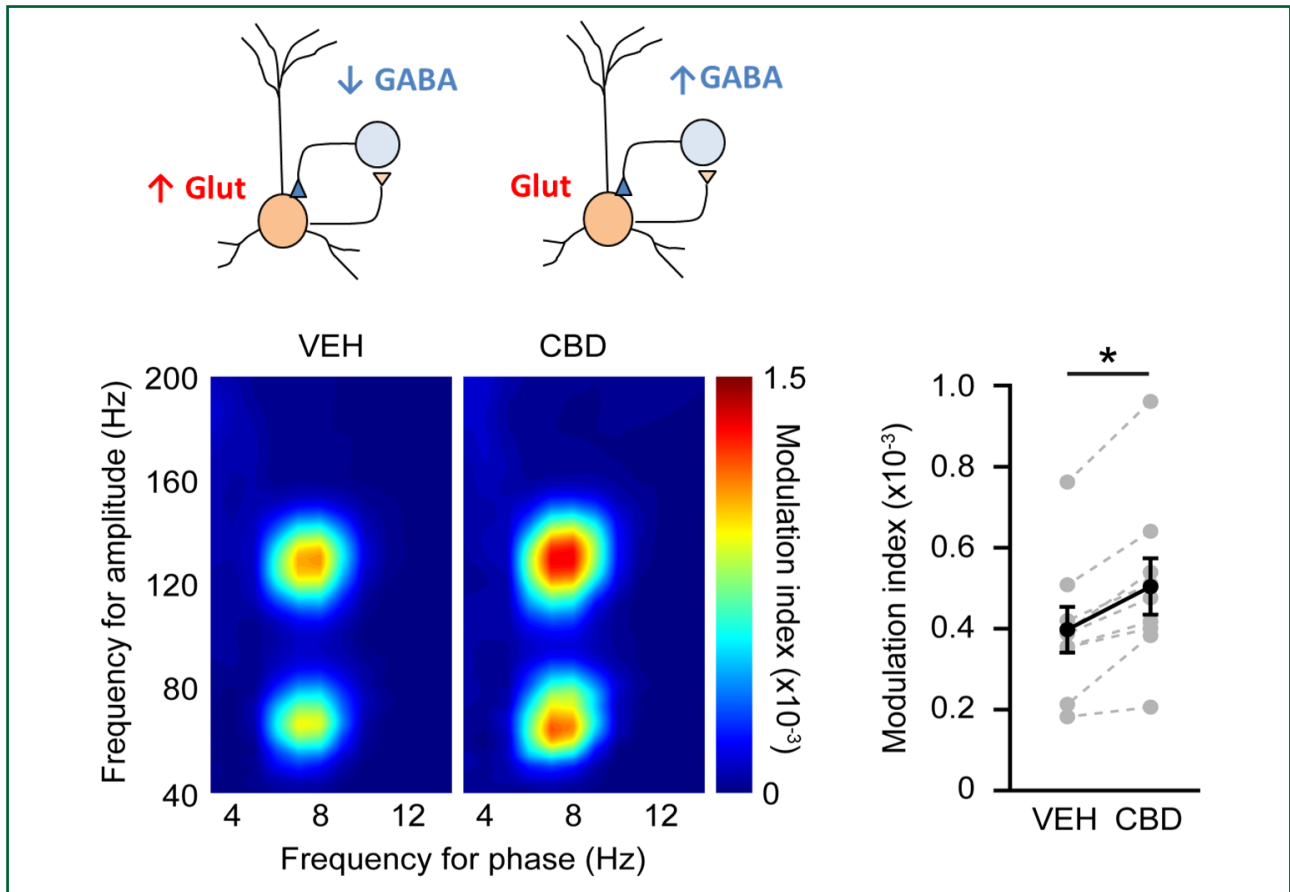 ↓ GABA
↑ GABA
↑ Glut
Glut
VEH
CBD
Frequency for amplitude (Hz)
200
160
120
80
40
4
8
12
4
8
12
Frequency for phase (Hz)
1.5
0
Modulation index (x10⁻³)
*
Modulation index (x10⁻³)
1.0
0.8
0.6
0.4
0.2
0
VEH
CBD